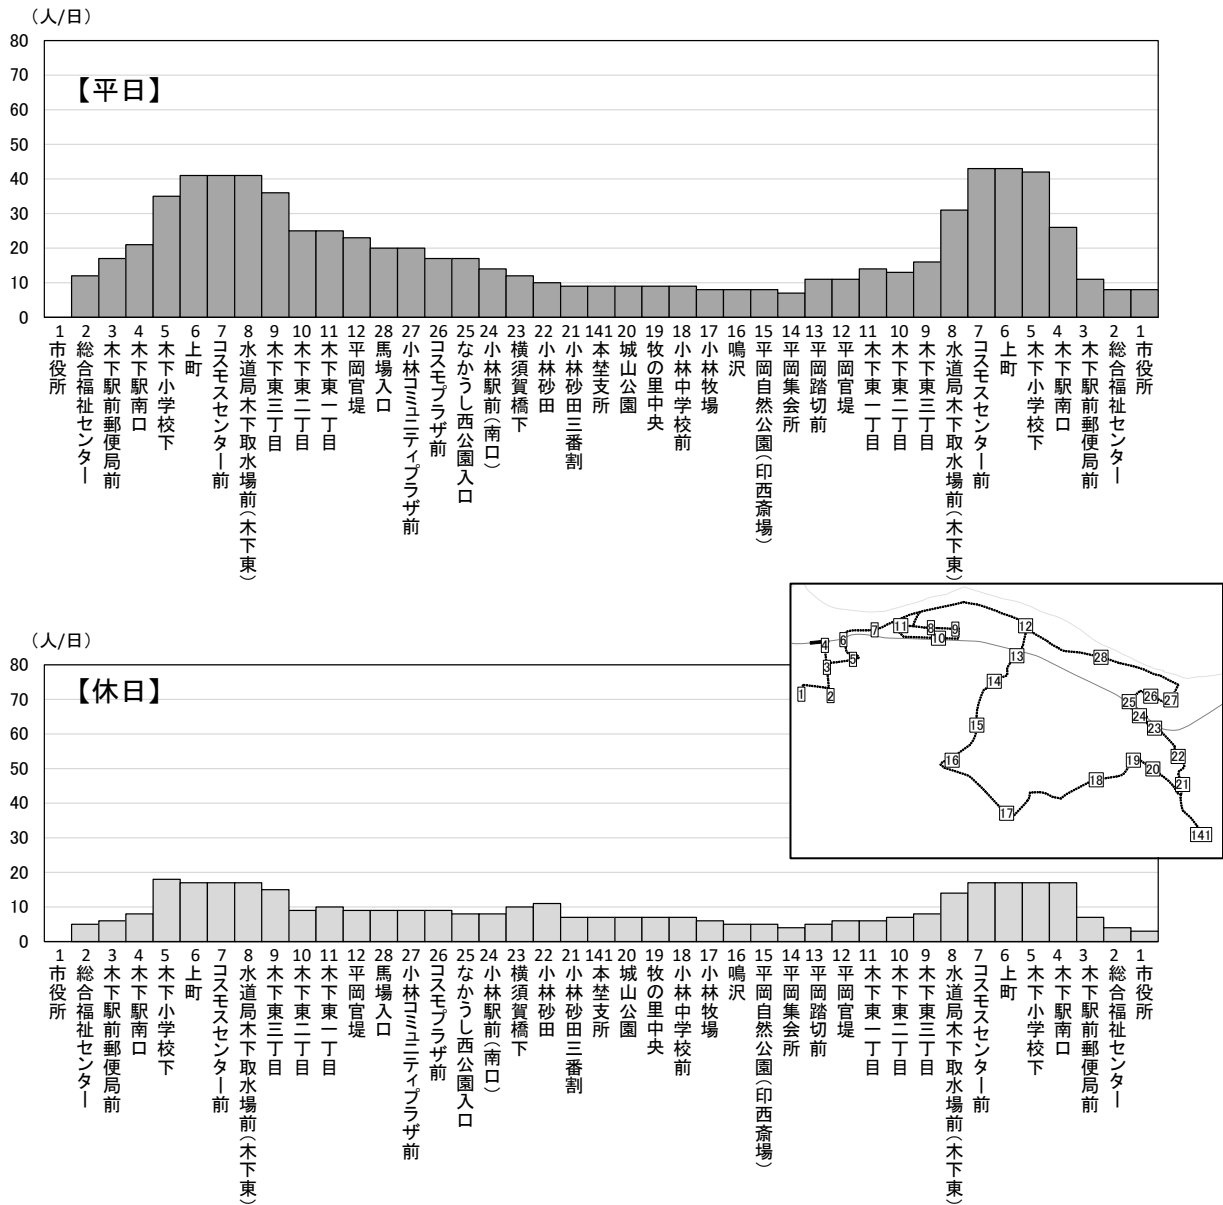 （人/日）
80
70
60
50
40
30
20
10
0
【平日】
1 市役所
2 総合福祉センター
3 木下駅前郵便局前
4 木下駅南口
5 木下小学校下
6 上町
7 コスモスセンター前
8 水道局木下取水場前（木下東）
9 木下東三丁目
10 木下東二丁目
11 木下東一丁目
12 平岡官堤
28 馬場入口
27 小林コミュニティプラザ前
26 コスモプラザ前
25 なかうし西公園入口
24 小林駅前（南口）
23 横須賀橋下
22 小林砂田
21 小林砂田三番割
141 本埜支所
20 城山公園
19 牧の里中央
18 小林中学校前
17 小林牧場
16 鳴沢
15 平岡自然公園（印西斎場）
14 平岡集会所
13 平岡踏切前
12 平岡官堤
11 木下東一丁目
10 木下東二丁目
9 木下東三丁目
8 水道局木下取水場前（木下東）
7 コスモスセンター前
6 上町
5 木下小学校下
4 木下駅南口
3 木下駅前郵便局前
2 総合福祉センター
1 市役所
1
2
3
4
5
6
7
11
8
9
10
12
13
14
15
16
17
18
19
20
21
22
23
24
25
26
27
28
141
（人/日）
80
70
60
50
40
30
20
10
0
【休日】
1 市役所
2 総合福祉センター
3 木下駅前郵便局前
4 木下駅南口
5 木下小学校下
6 上町
7 コスモスセンター前
8 水道局木下取水場前（木下東）
9 木下東三丁目
10 木下東二丁目
11 木下東一丁目
12 平岡官堤
28 馬場入口
27 小林コミュニティプラザ前
26 コスモプラザ前
25 なかうし西公園入口
24 小林駅前（南口）
23 横須賀橋下
22 小林砂田
21 小林砂田三番割
141 本埜支所
20 城山公園
19 牧の里中央
18 小林中学校前
17 小林牧場
16 鳴沢
15 平岡自然公園（印西斎場）
14 平岡集会所
13 平岡踏切前
12 平岡官堤
11 木下東一丁目
10 木下東二丁目
9 木下東三丁目
8 水道局木下取水場前（木下東）
7 コスモスセンター前
6 上町
5 木下小学校下
4 木下駅南口
3 木下駅前郵便局前
2 総合福祉センター
1 市役所